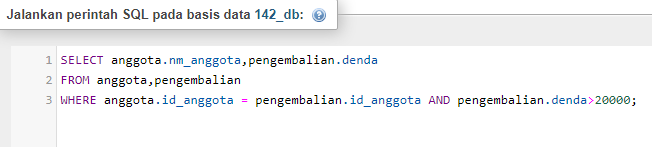 Jalankan perintah SQL pada basis data 142_db:
1 SELECT anggota.nm_anggota,pengembalian.denda
2 FROM anggota,pengembalian
3 WHERE anggota.id_anggota = pengembalian.id_anggota AND pengembalian.denda>20000;